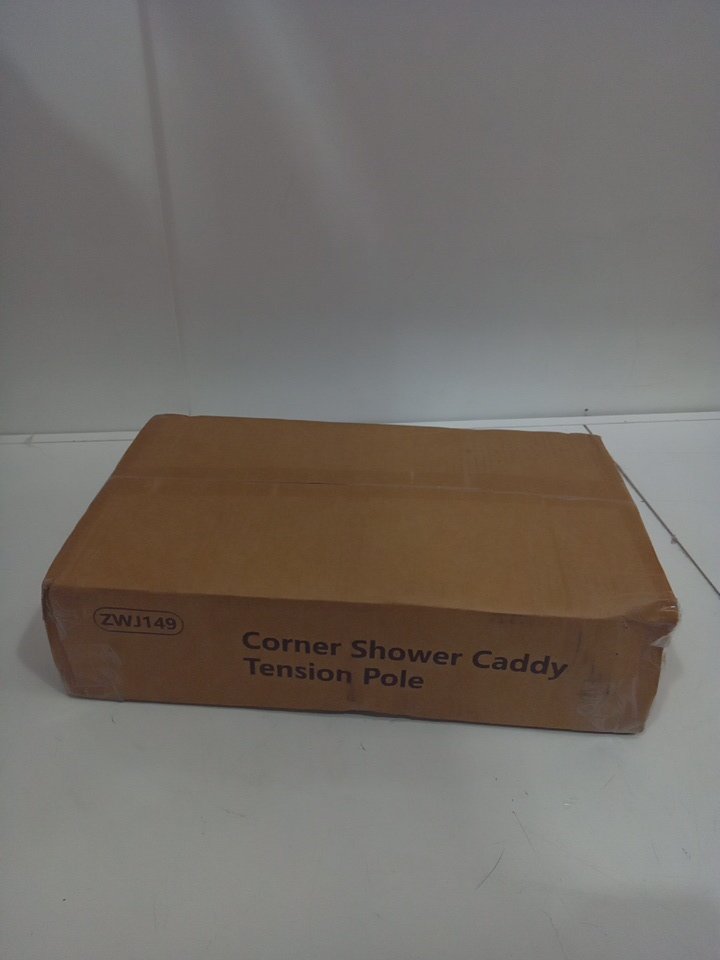 ZWJ149
Corner Shower Caddy
Tension Pole